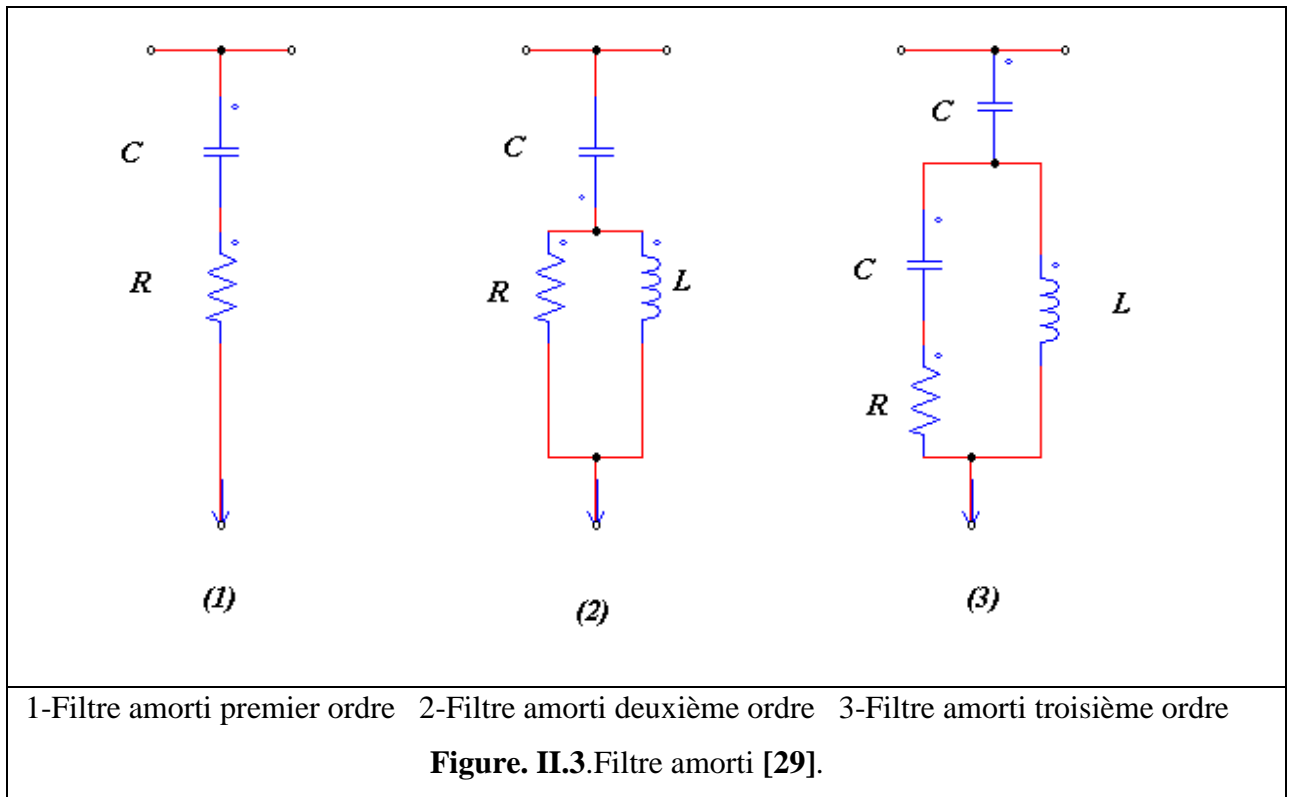 C
C
C
R
R
L
C
L
R
(1)
(2)
(3)
1-Filtre amorti premier ordre 2-Filtre amorti deuxième ordre 3-Filtre amorti troisième ordre
Figure. II.3.Filtre amorti [29].